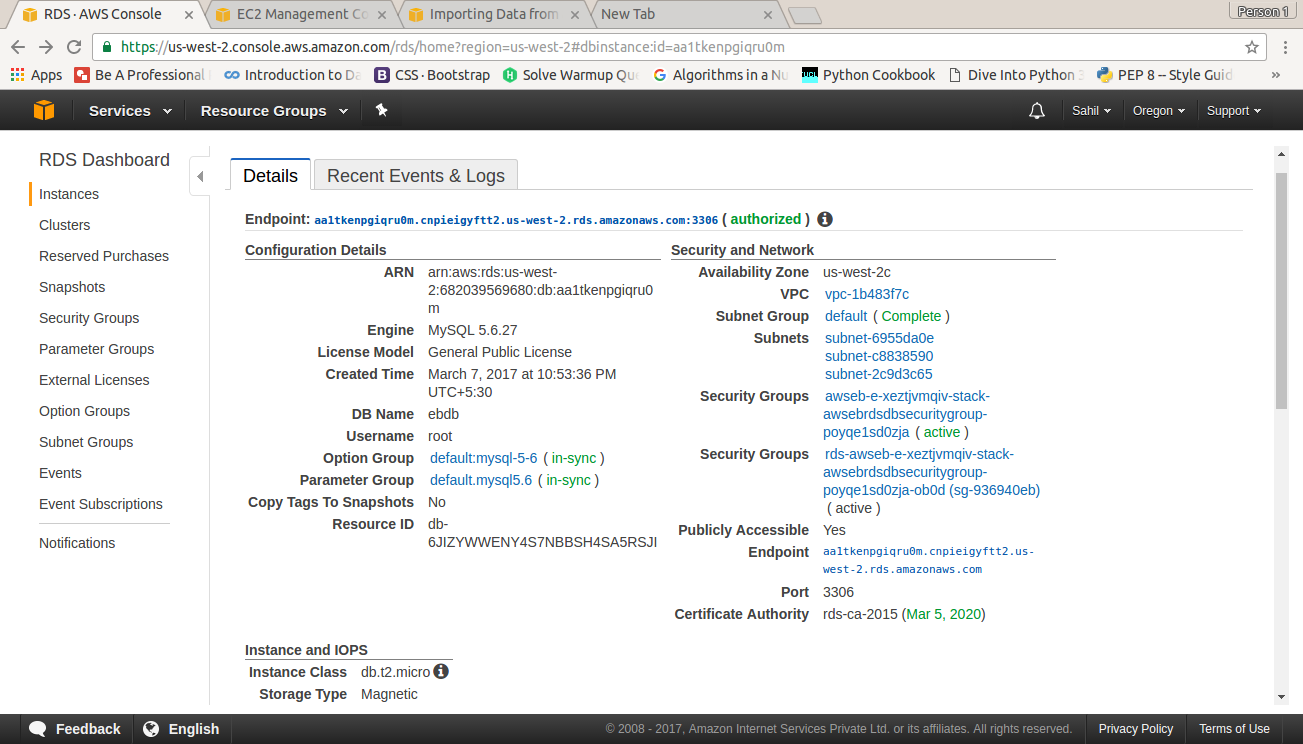 RDS · AWS Console
EC2 Management Co
Importing Data from
New Tab
Person 1
https://us-west-2.console.aws.amazon.com/rds/home?region=us-west-2#dbinstance:id=aa1tkenpgiqru0m
Apps
Be A Professional
Introduction to Da
CSS · Bootstrap
Solve Warmup Que
Algorithms in a Nu
Python Cookbook
Dive Into Python 3
PEP 8 -- Style Guid
»
Services
Resource Groups
Sahil
Oregon
Support
RDS Dashboard
Instances
Clusters
Reserved Purchases
Snapshots
Security Groups
Parameter Groups
External Licenses
Option Groups
Subnet Groups
Events
Event Subscriptions
Notifications
Details
Recent Events & Logs
Endpoint: aa1tkenpgiqru0m.cnpieigyftt2.us-west-2.rds.amazonaws.com:3306 ( authorized )
Configuration Details
ARN arn:aws:rds:us-west-
2:682039569680:db:aa1tkenpgiqru0
m
Engine MySQL 5.6.27
License Model General Public License
Created Time March 7, 2017 at 10:53:36 PM
UTC+5:30
DB Name ebdb
Username root
Option Group default:mysql-5-6 ( in-sync )
Parameter Group default.mysql5.6 ( in-sync )
Copy Tags To Snapshots No
Resource ID db-
6JIZYWWENY4S7NBBSH4SA5RSJI
Security and Network
Availability Zone us-west-2c
VPC vpc-1b483f7c
Subnet Group default ( Complete )
Subnets subnet-6955da0e
subnet-c8838590
subnet-2c9d3c65
Security Groups awseb-e-xeztjvmqiv-stack-
awsebrdsdbsecuritygroup-
poyqe1sd0zja ( active )
Security Groups rds-awseb-e-xeztjvmqiv-stack-
awsebrdsdbsecuritygroup-
poyqe1sd0zja-ob0d (sg-936940eb)
( active )
Publicly Accessible Yes
Endpoint aa1tkenpgiqru0m.cnpieigyftt2.us-
west-2.rds.amazonaws.com
Port 3306
Certificate Authority rds-ca-2015 (Mar 5, 2020)
Instance and IOPS
Instance Class db.t2.micro
Storage Type Magnetic
Feedback
English
© 2008 - 2017, Amazon Internet Services Private Ltd. or its affiliates. All rights reserved.
Privacy Policy
Terms of Use